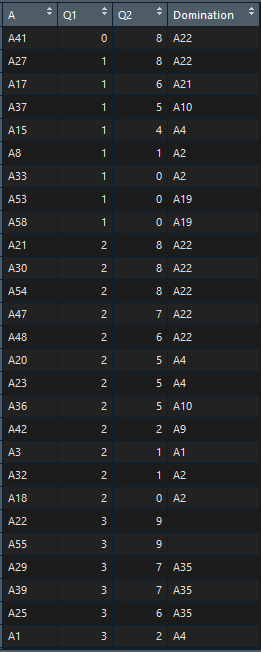 A Q1 Q2 Domination
A41 0 8 A22
A27 1 8 A22
A17 1 6 A21
A37 1 5 A10
A15 1 4 A4
A8 1 1 A2
A33 1 0 A2
A53 1 0 A19
A58 1 0 A19
A21 2 8 A22
A30 2 8 A22
A54 2 8 A22
A47 2 7 A22
A48 2 6 A22
A20 2 5 A4
A23 2 5 A4
A36 2 5 A10
A42 2 2 A9
A3 2 1 A1
A32 2 1 A2
A18 2 0 A2
A22 3 9
A55 3 9
A29 3 7 A35
A39 3 7 A35
A25 3 6 A35
A1 3 2 A4